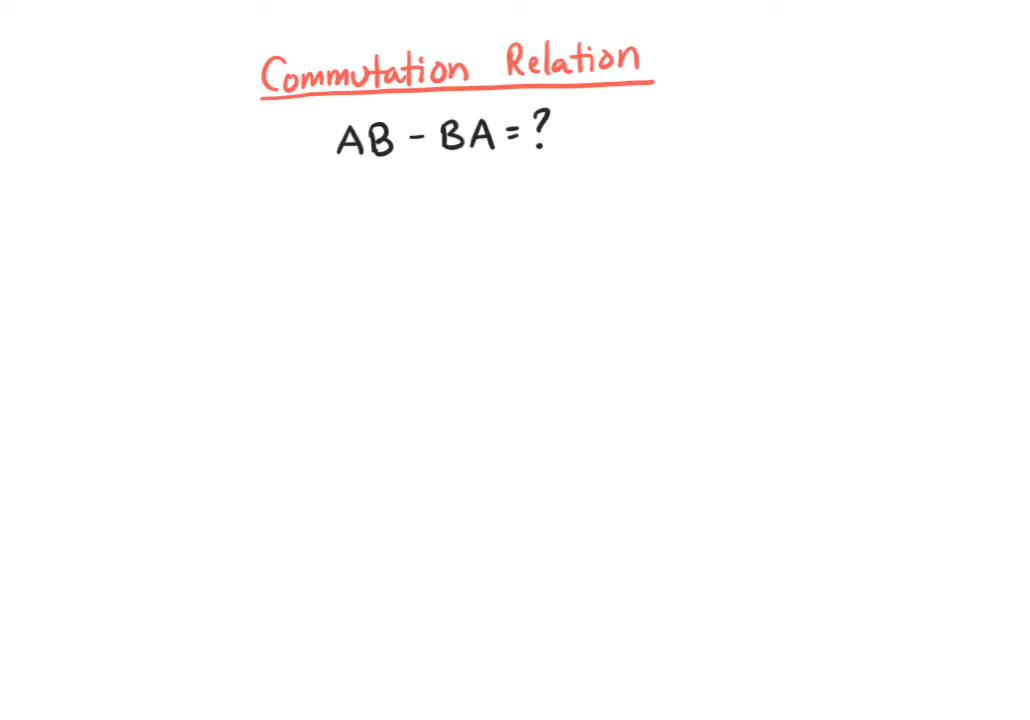 Commutation Relation
AB - BA = ?